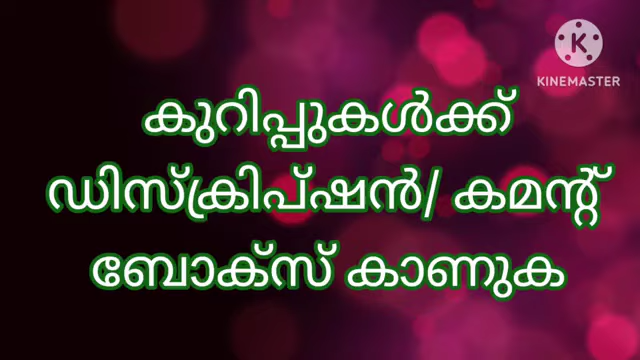 K
KINEMASTER
കുറിപ്പുകൾക്ക്
ഡിസ്ക്രിപ്ഷൻ/ കമന്റ്
ബോക്സ് കാണുക